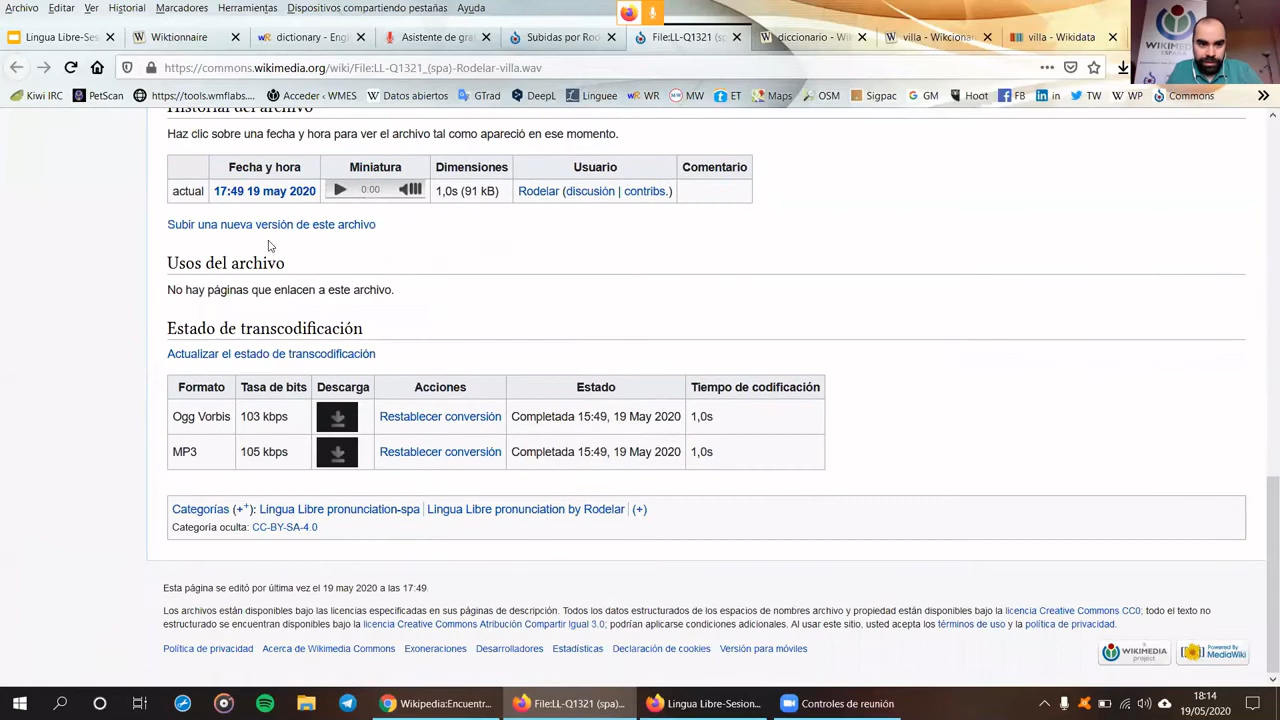 Archivo Editar Ver Historial Marcadores Herramientas Dispositivos compartiendo pestañas Ayuda
Lingua Libre-Ses Wiktionnaire dictionary - Engl Asistente de gra Subidas por Rod File:LL-Q1321 (spa diccionario - Wik villa - Wikcionar villa - Wikidata
https://commons.wikimedia.org/wiki/File:LL-Q1321_(spa)-Rodelar-villa.wav
Kiwi IRC PetScan https://tools.wmflabs... Acceder : WMES Datos abiertos GTrad DeepL Linguee WR MW ET Maps OSM Sigpac GM Hoot FB in TW WP Commons
WIKIMEDIA
ESPAÑA
Historial del archivo
Haz clic sobre una fecha y hora para ver el archivo tal como apareció en ese momento.
Fecha y hora Miniatura Dimensiones Usuario Comentario
actual 17:49 19 may 2020 0:00 1,0s (91 kB) Rodelar (discusión | contribs.)
Subir una nueva versión de este archivo
Usos del archivo
No hay páginas que enlacen a este archivo.
Estado de transcodificación
Actualizar el estado de transcodificación
Formato Tasa de bits Descarga Acciones Estado Tiempo de codificación
Ogg Vorbis 103 kbps Restablecer conversión Completada 15:49, 19 May 2020 1,0s
MP3 105 kbps Restablecer conversión Completada 15:49, 19 May 2020 1,0s
Categorías (+⁺): Lingua Libre pronunciation-spa | Lingua Libre pronunciation by Rodelar | (+)
Categoría oculta: CC-BY-SA-4.0
Esta página se editó por última vez el 19 may 2020 a las 17:49.
Los archivos están disponibles bajo las licencias especificadas en sus páginas de descripción. Todos los datos estructurados de los espacios de nombres archivo y propiedad están disponibles bajo la licencia Creative Commons CC0; todo el texto no
estructurado se encuentran disponibles bajo la licencia Creative Commons Atribución Compartir Igual 3.0; podrían aplicarse condiciones adicionales. Al usar este sitio, usted acepta los términos de uso y la política de privacidad.
Política de privacidad Acerca de Wikimedia Commons Exoneraciones Desarrolladores Estadísticas Declaración de cookies Versión para móviles
WIKIMEDIA project Powered By MediaWiki
Wikipedia:Encuentr... File:LL-Q1321 (spa)... Lingua Libre-Sesion... Controles de reunión
18:14
19/05/2020